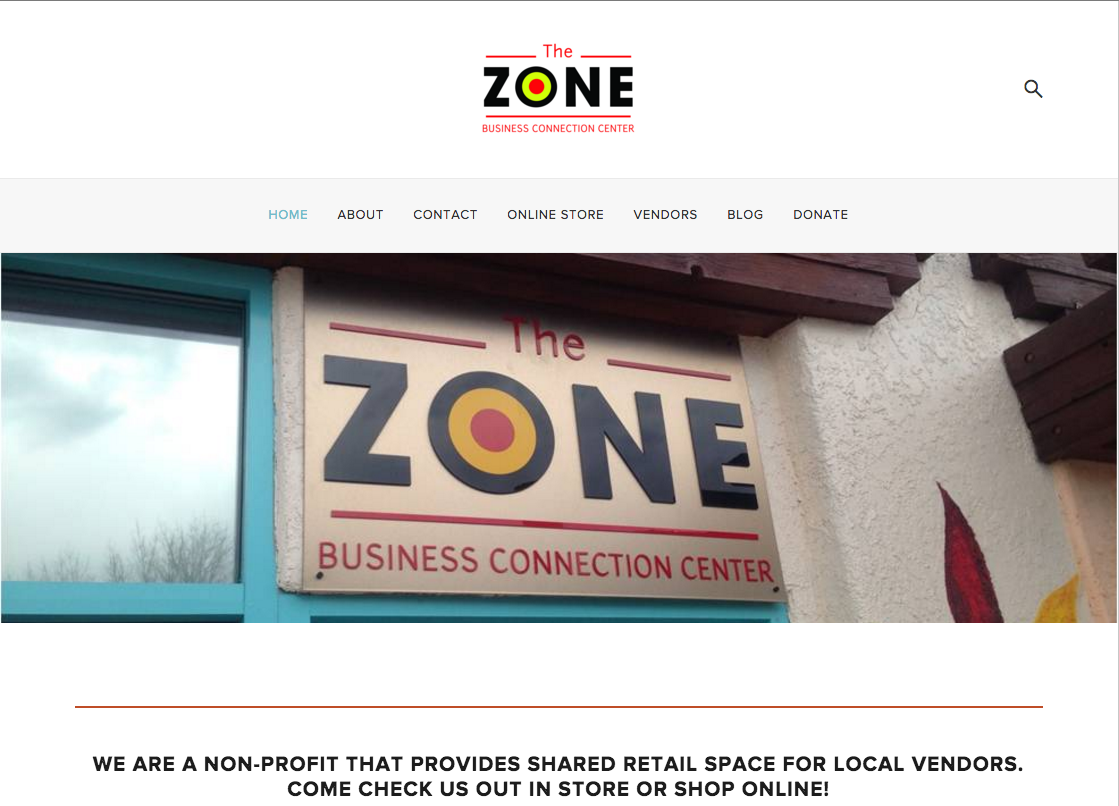 The
ZONE
BUSINESS CONNECTION CENTER
HOME ABOUT CONTACT ONLINE STORE VENDORS BLOG DONATE
The
ZONE
BUSINESS CONNECTION CENTER
WE ARE A NON-PROFIT THAT PROVIDES SHARED RETAIL SPACE FOR LOCAL VENDORS.
COME CHECK US OUT IN STORE OR SHOP ONLINE!